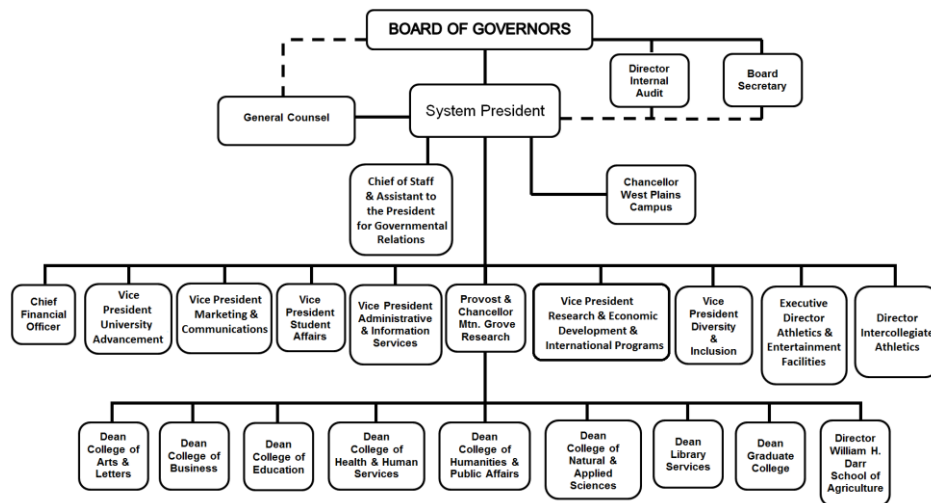 BOARD OF GOVERNORS
Director
Internal
Audit
Board
Secretary
General Counsel
System President
Chief of Staff
& Assistant to
the President
for Governmental
Relations
Chancellor
West Plains
Campus
Chief
Financial
Officer
Vice
President
University
Advancement
Vice President
Marketing &
Communications
Vice
President
Student
Affairs
Vice President
Administrative
& Information
Services
Provost &
Chancellor
Mtn. Grove
Research
Vice President
Research & Economic
Development &
International Programs
Vice
President
Diversity
&
Inclusion
Executive
Director
Athletics &
Entertainment
Facilities
Director
Intercollegiate
Athletics
Dean
College of
Arts &
Letters
Dean
College of
Business
Dean
College of
Education
Dean
College of
Health & Human
Services
Dean
College of
Humanities &
Public Affairs
Dean
College of
Natural &
Applied
Sciences
Dean
Library
Services
Dean
Graduate
College
Director
William H.
Darr
School of
Agriculture